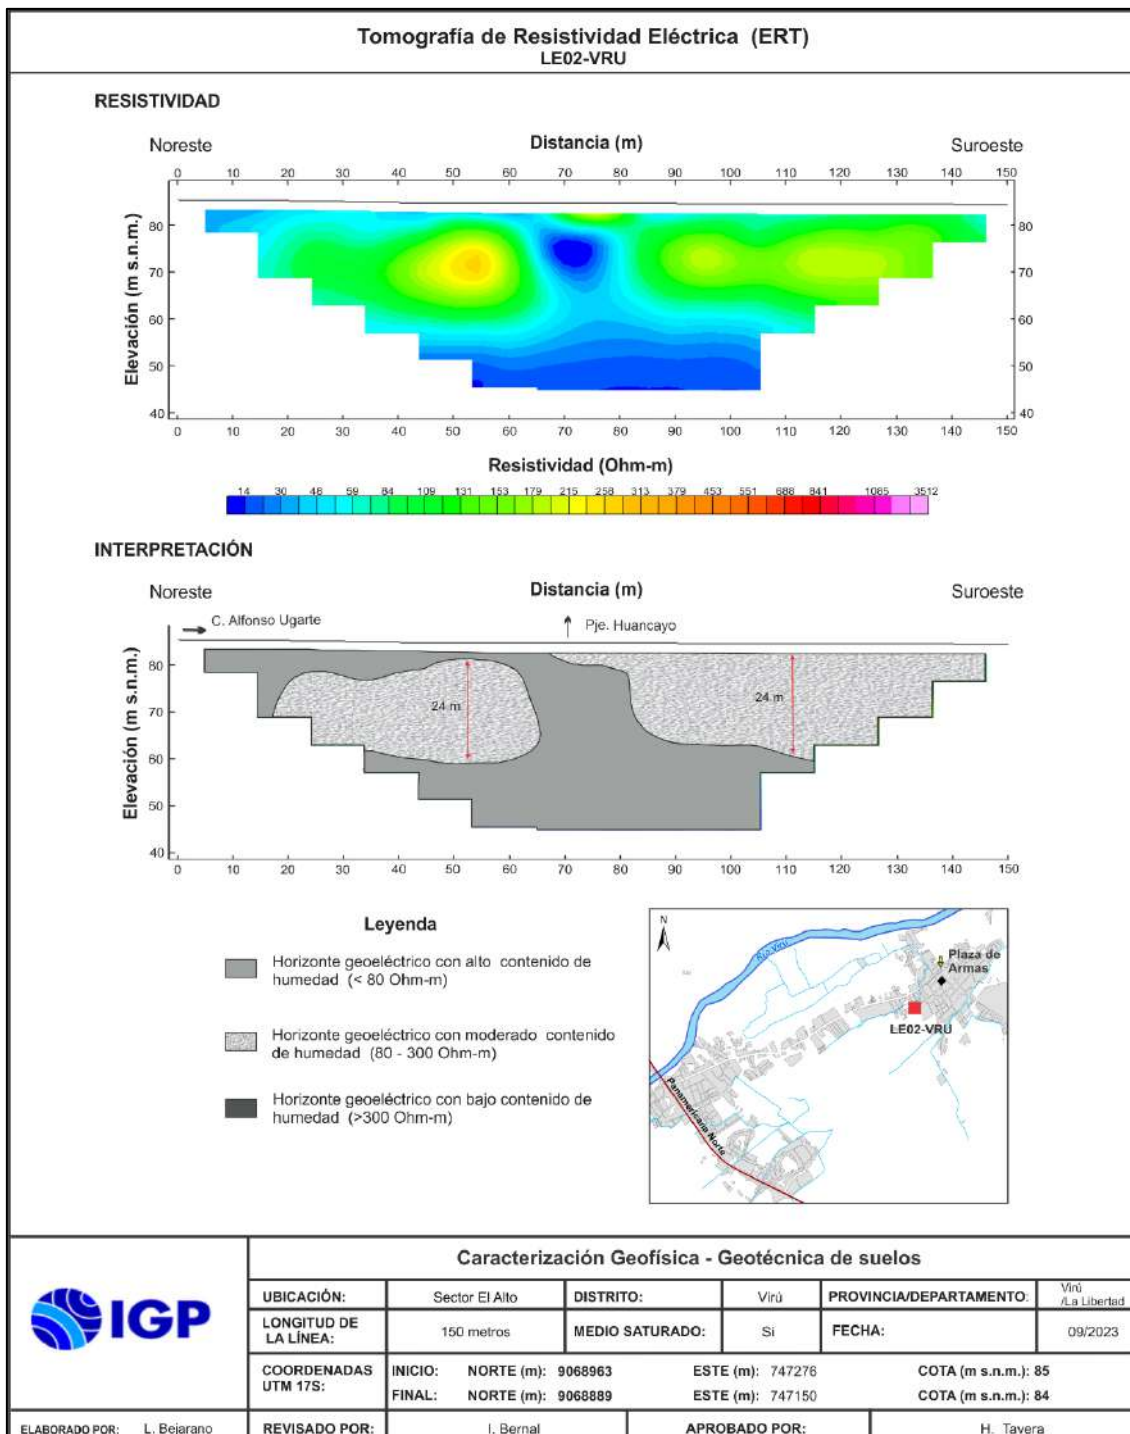 Tomografía de Resistividad Eléctrica (ERT)
LE02-VRU
RESISTIVIDAD
Noreste Distancia (m) Suroeste
0 10 20 30 40 50 60 70 80 90 100 110 120 130 140 150
Elevación (m s.n.m.)
80 80
70 70
60 60
50 50
40 40
0 10 20 30 40 50 60 70 80 90 100 110 120 130 140 150
Resistividad (Ohm-m)
14 30 46 59 84 109 131 153 179 215 258 313 379 453 551 688 841 1085 3512
INTERPRETACIÓN
Noreste Distancia (m) Suroeste
C. Alfonso Ugarte Pje. Huancayo
Elevación (m s.n.m.)
80
70
60
50
40
24 m 24 m
0 10 20 30 40 50 60 70 80 90 100 110 120 130 140 150
Leyenda
Horizonte geoeléctrico con alto contenido de
humedad (< 80 Ohm-m)
Horizonte geoeléctrico con moderado contenido
de humedad (80 - 300 Ohm-m)
Horizonte geoeléctrico con bajo contenido de
humedad (>300 Ohm-m)
N
Río Virú
Plaza de
Armas
LE02-VRU
Panamericana Norte
IGP
Caracterización Geofísica - Geotécnica de suelos
UBICACIÓN: Sector El Alto DISTRITO: Virú PROVINCIA/DEPARTAMENTO: Virú
/La Libertad
LONGITUD DE
LA LÍNEA: 150 metros MEDIO SATURADO: Si FECHA: 09/2023
COORDENADAS
UTM 17S:
INICIO: NORTE (m): 9068963 ESTE (m): 747276 COTA (m s.n.m.): 85
FINAL: NORTE (m): 9068889 ESTE (m): 747150 COTA (m s.n.m.): 84
ELABORADO POR: L. Bejarano REVISADO POR: I. Bernal APROBADO POR: H. Tavera